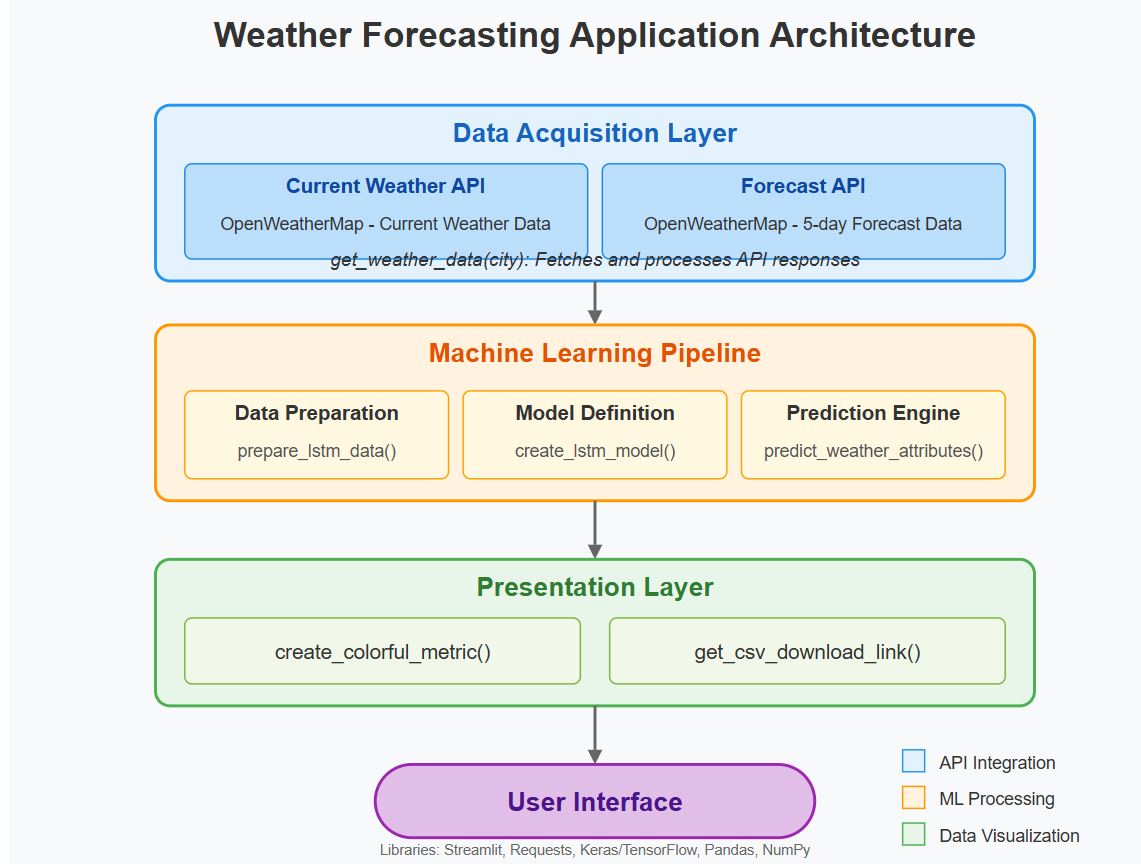 Weather Forecasting Application Architecture
Data Acquisition Layer
Current Weather API
OpenWeatherMap - Current Weather Data
Forecast API
OpenWeatherMap - 5-day Forecast Data
get_weather_data(city): Fetches and processes API responses
Machine Learning Pipeline
Data Preparation
prepare_lstm_data()
Model Definition
create_lstm_model()
Prediction Engine
predict_weather_attributes()
Presentation Layer
create_colorful_metric()
get_csv_download_link()
User Interface
Libraries: Streamlit, Requests, Keras/TensorFlow, Pandas, NumPy
API Integration
ML Processing
Data Visualization